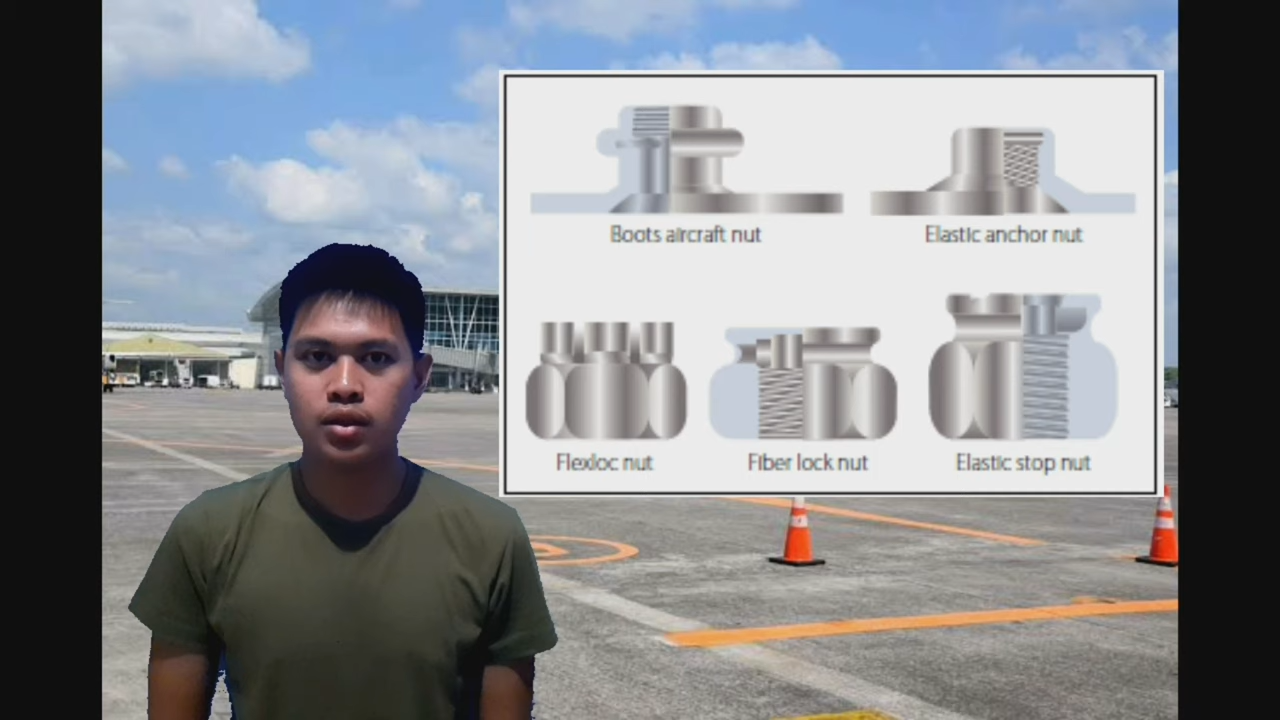 Boots aircraft nut
Elastic anchor nut
Flexloc nut
Fiber lock nut
Elastic stop nut